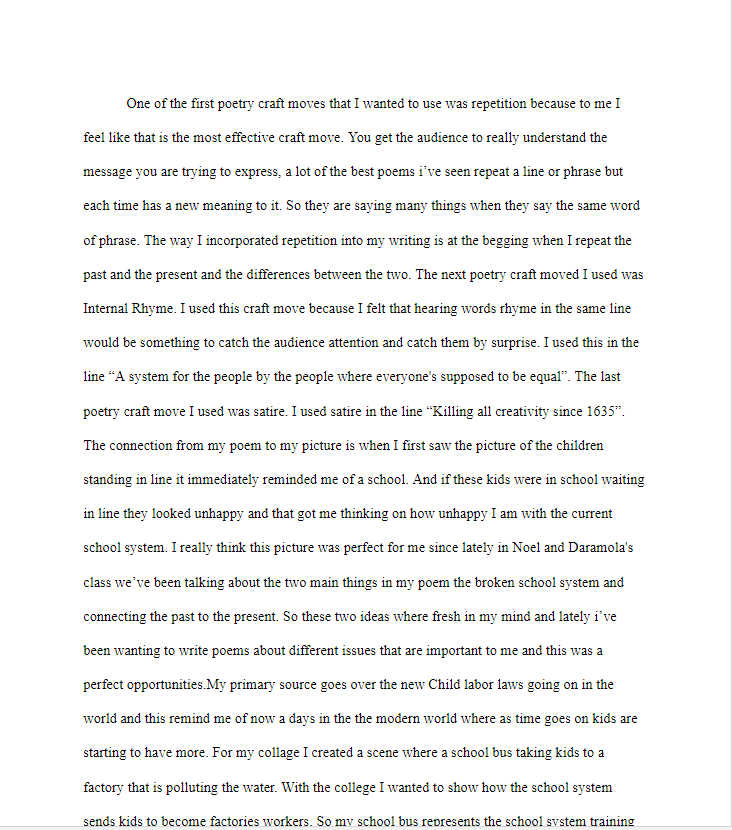 One of the first poetry craft moves that I wanted to use was repetition because to me I
feel like that is the most effective craft move. You get the audience to really understand the
message you are trying to express, a lot of the best poems i’ve seen repeat a line or phrase but
each time has a new meaning to it. So they are saying many things when they say the same word
of phrase. The way I incorporated repetition into my writing is at the begging when I repeat the
past and the present and the differences between the two. The next poetry craft moved I used was
Internal Rhyme. I used this craft move because I felt that hearing words rhyme in the same line
would be something to catch the audience attention and catch them by surprise. I used this in the
line “A system for the people by the people where everyone's supposed to be equal”. The last
poetry craft move I used was satire. I used satire in the line “Killing all creativity since 1635”.
The connection from my poem to my picture is when I first saw the picture of the children
standing in line it immediately reminded me of a school. And if these kids were in school waiting
in line they looked unhappy and that got me thinking on how unhappy I am with the current
school system. I really think this picture was perfect for me since lately in Noel and Daramola's
class we’ve been talking about the two main things in my poem the broken school system and
connecting the past to the present. So these two ideas where fresh in my mind and lately i’ve
been wanting to write poems about different issues that are important to me and this was a
perfect opportunities.My primary source goes over the new Child labor laws going on in the
world and this remind me of now a days in the the modern world where as time goes on kids are
starting to have more. For my collage I created a scene where a school bus taking kids to a
factory that is polluting the water. With the college I wanted to show how the school system
sends kids to become factories workers. So my school bus represents the school system training